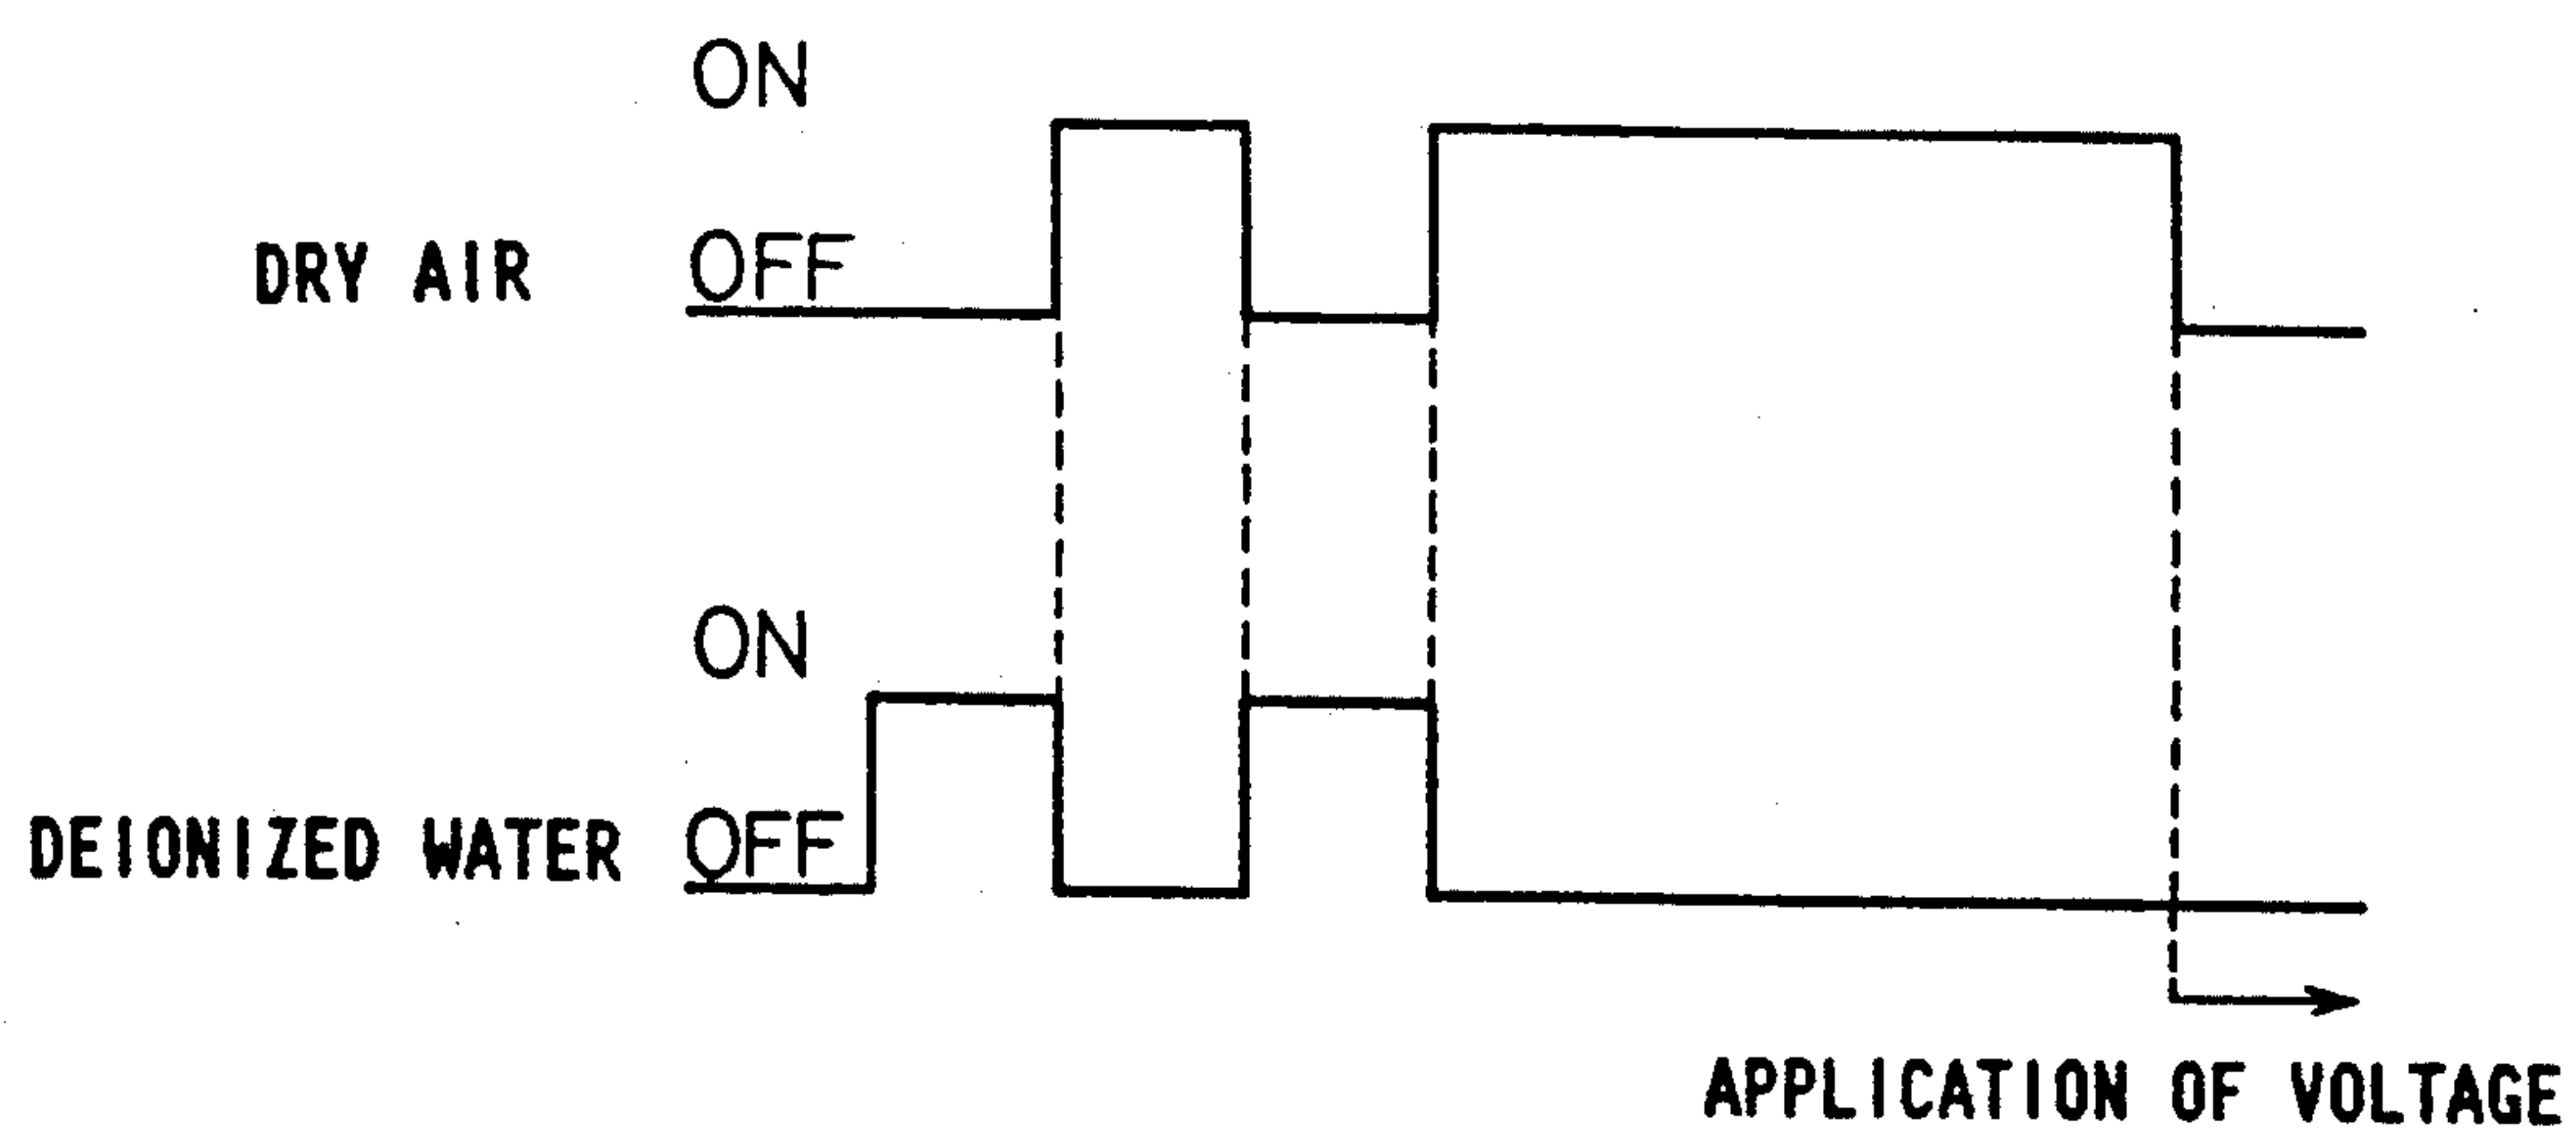 ON
DRY AIR OFF
ON
DEIONIZED WATER OFF
APPLICATION OF VOLTAGE